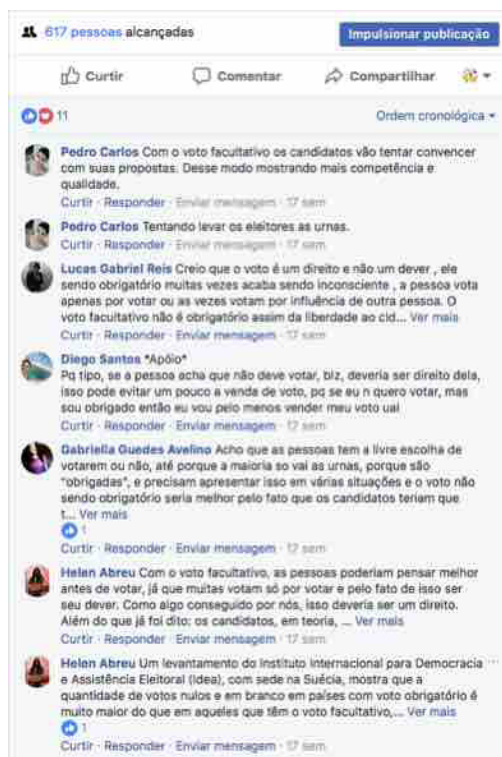 617 pessoas alcançadas
Impulsionar publicação
Curtir
Comentar
Compartilhar
11
Ordem cronológica
Pedro Carlos Com o voto facultativo os candidatos vão tentar convencer
com suas propostas. Desse modo mostrando mais competência e
qualidade.
Curtir · Responder · Enviar mensagem · 17 sem
Pedro Carlos Tentando levar os eleitores as urnas.
Curtir · Responder · Enviar mensagem · 17 sem
Lucas Gabriel Reis Creio que o voto é um direito e não um dever , ele
sendo obrigatório muitas vezes acaba sendo inconsciente , a pessoa vota
apenas por votar ou as vezes votam por influência de outra pessoa. O
voto facultativo não é obrigatório assim da liberdade ao cid... Ver mais
Curtir · Responder · Enviar mensagem · 17 sem
Diego Santos *Apóio*
Pq tipo, se a pessoa acha que não deve votar, blz, deveria ser direito dela,
isso pode evitar um pouco a venda de voto, pq se eu n quero votar, mas
sou obrigado então eu vou pelo menos vender meu voto uai
Curtir · Responder · Enviar mensagem · 17 sem
Gabriella Guedes Avelino Acho que as pessoas tem a livre escolha de
votarem ou não, até porque a maioria so vai as urnas, porque são
"obrigadas", e precisam apresentar isso em várias situações e o voto não
sendo obrigatório seria melhor pelo fato que os candidatos teriam que
t... Ver mais
1
Curtir · Responder · Enviar mensagem · 17 sem
Helen Abreu Com o voto facultativo, as pessoas poderiam pensar melhor
antes de votar, já que muitas votam só por votar e pelo fato de isso ser
seu dever. Como algo conseguido por nós, isso deveria ser um direito.
Além do que já foi dito: os candidatos, em teoria, ... Ver mais
Curtir · Responder · Enviar mensagem · 17 sem
Helen Abreu Um levantamento do Instituto Internacional para Democracia
e Assistência Eleitoral (Idea), com sede na Suécia, mostra que a
quantidade de votos nulos e em branco em países com voto obrigatório é
muito maior do que em aqueles que têm o voto facultativo,... Ver mais
1
Curtir · Responder · Enviar mensagem · 17 sem